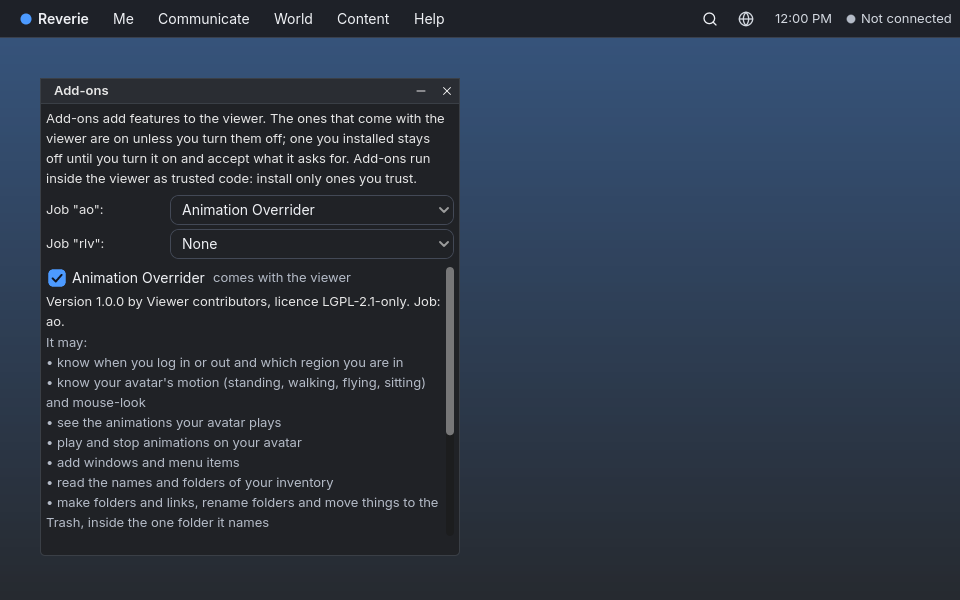 Reverie Me Communicate World Content Help 12:00 PM Not connected
Add-ons
Add-ons add features to the viewer. The ones that come with the
viewer are on unless you turn them off; one you installed stays
off until you turn it on and accept what it asks for. Add-ons run
inside the viewer as trusted code: install only ones you trust.
Job "ao": Animation Overrider
Job "rlv": None
Animation Overrider comes with the viewer
Version 1.0.0 by Viewer contributors, licence LGPL-2.1-only. Job:
ao.
It may:
• know when you log in or out and which region you are in
• know your avatar's motion (standing, walking, flying, sitting)
and mouse-look
• see the animations your avatar plays
• play and stop animations on your avatar
• add windows and menu items
• read the names and folders of your inventory
• make folders and links, rename folders and move things to the
Trash, inside the one folder it names